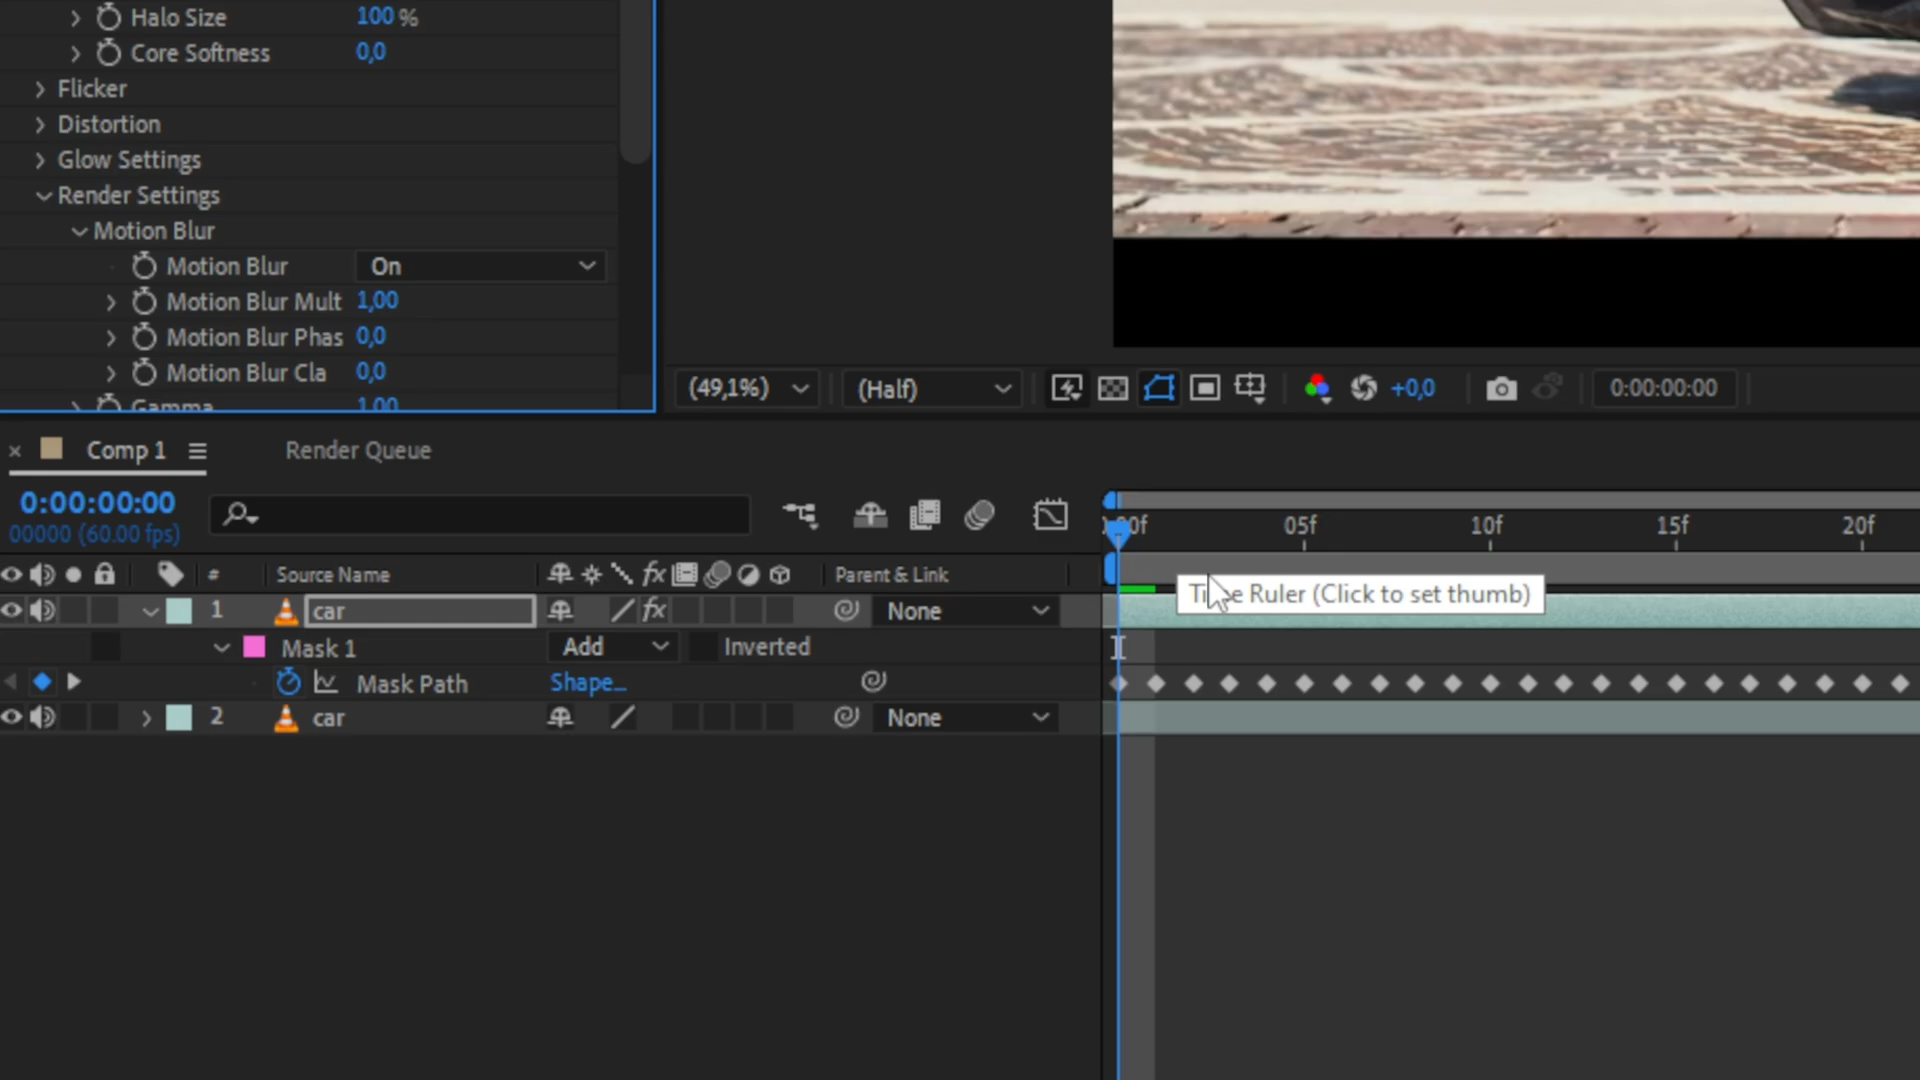 Halo Size 100 %
Core Softness 0,0
Flicker
Distortion
Glow Settings
Render Settings
Motion Blur
Motion Blur On
Motion Blur Mult 1,00
Motion Blur Phas 0,0
Motion Blur Cla 0,0
Gamma 1,00
(49,1%) (Half) +0,0 0:00:00:00
Comp 1 Render Queue
0:00:00:00
00000 (60.00 fps)
00f 05f 10f 15f 20f
# Source Name fx Parent & Link
1 car fx None
Time Ruler (Click to set thumb)
Mask 1 Add Inverted
Mask Path Shape...
2 car None